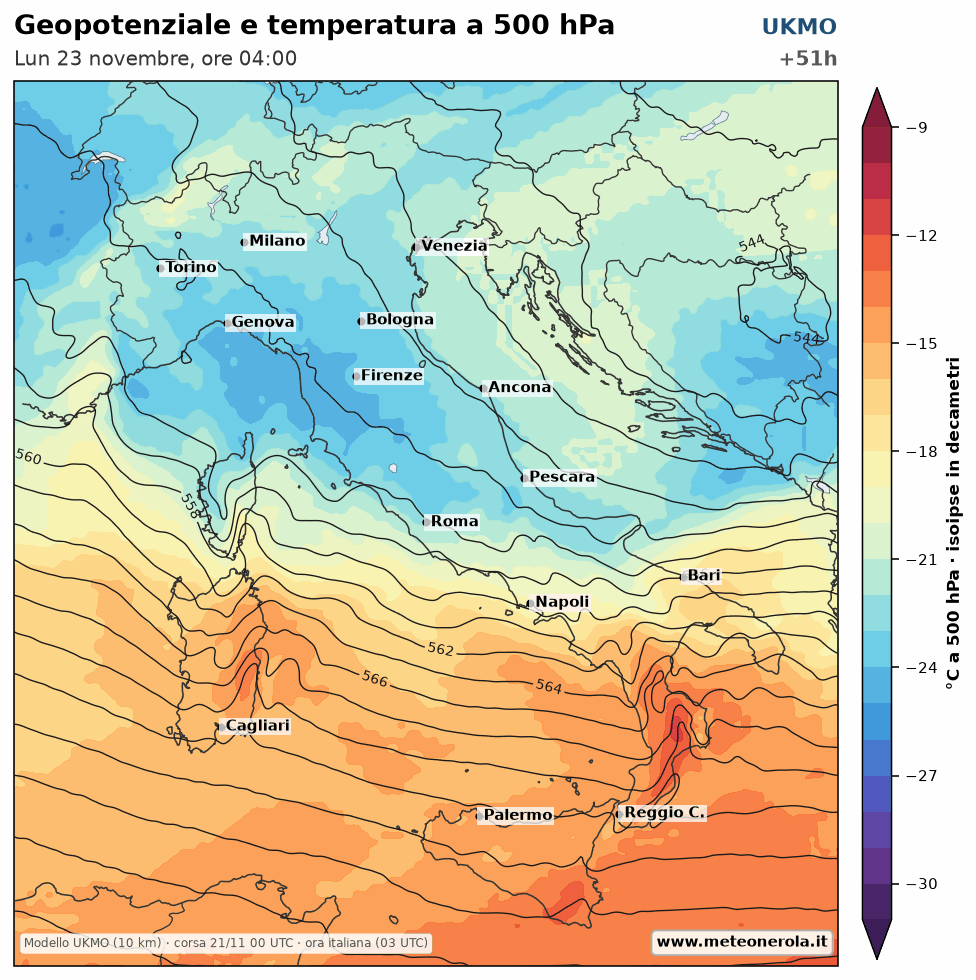 Geopotenziale e temperatura a 500 hPa
UKMO
Lun 23 novembre, ore 04:00
+51h
Milano
Venezia
Torino
Genova
Bologna
Firenze
Ancona
Pescara
Roma
Bari
Napoli
Cagliari
Palermo
Reggio C.
544
544
560
558
562
566
564
−9
−12
−15
−18
−21
−24
−27
−30
°C a 500 hPa · isoipse in decametri
Modello UKMO (10 km) · corsa 21/11 00 UTC · ora italiana (03 UTC)
www.meteonerola.it